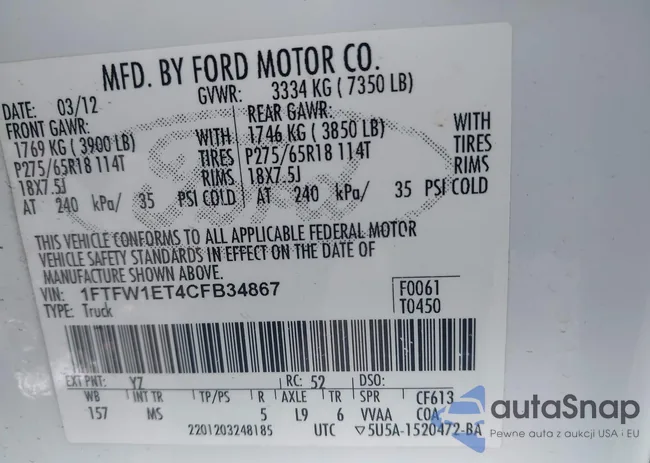 MFD. BY FORD MOTOR CO.
DATE: 03/12 GVWR: 3334 KG ( 7350 LB)
FRONT GAWR: REAR GAWR:
1769 KG ( 3900 LB) WITH 1746 KG ( 3850 LB) WITH
P275/65R18 114T TIRES P275/65R18 114T TIRES
18X7.5J RIMS 18X7.5J RIMS
AT 240 kPa/ 35 PSI COLD AT 240 kPa/ 35 PSI COLD
Ford
THIS VEHICLE CONFORMS TO ALL APPLICABLE FEDERAL MOTOR
VEHICLE SAFETY STANDARDS IN EFFECT ON THE DATE OF
MANUFACTURE SHOWN ABOVE.
VIN: 1FTFW1ET4CFB34867 F0061
TYPE: Truck T0450
EXT PNT: YZ RC: 52 DSO:
WB INT TR TP/PS R AXLE TR SPR CF613
157 MS 5 L9 6 VVAA COA
2201203248185 UTC ▽5U5A-1520472-BA
autoSnap
Pewne auta z aukcji USA i EU